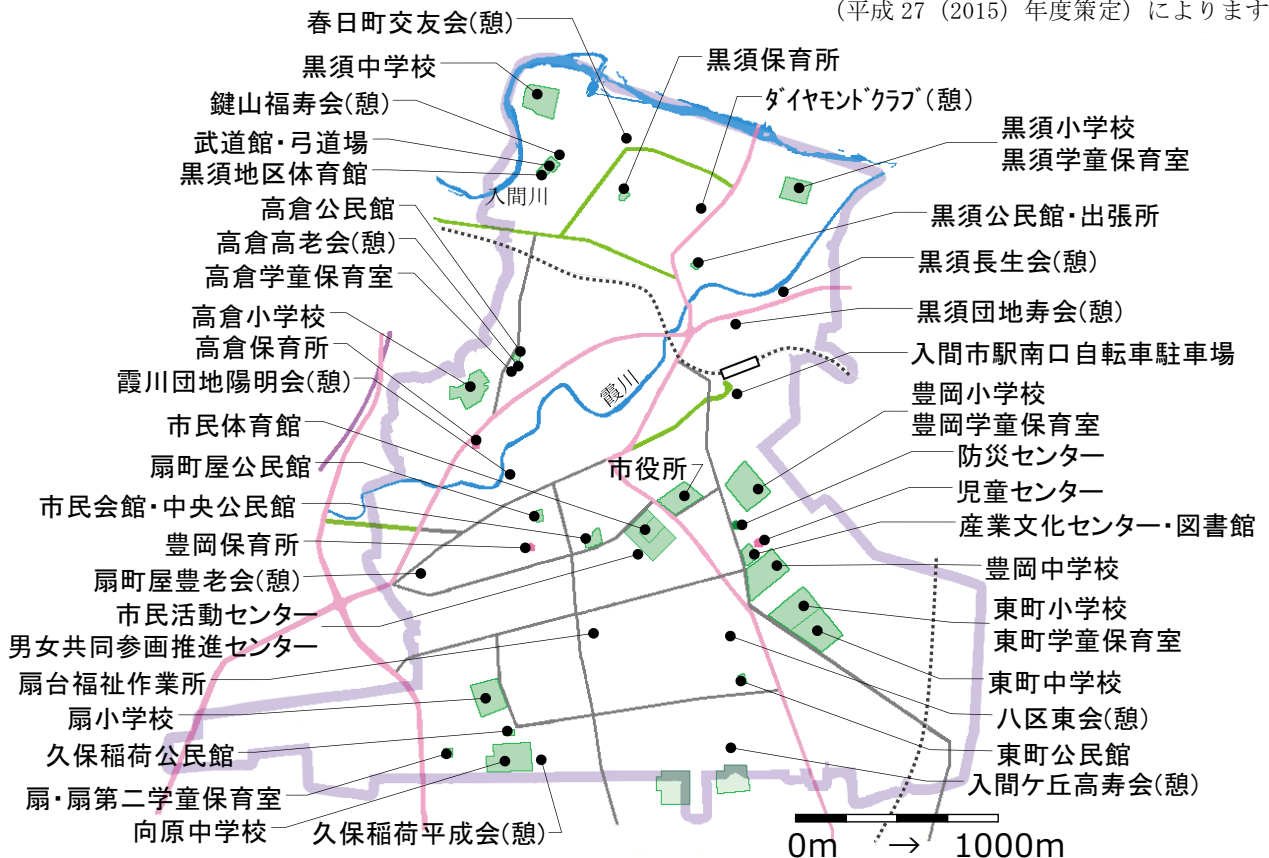 （平成 27（2015）年度策定）によります
春日町交友会(憩)
黒須中学校
鍵山福寿会(憩)
武道館・弓道場
黒須地区体育館
高倉公民館
高倉高老会(憩)
高倉学童保育室
高倉小学校
高倉保育所
霞川団地陽明会(憩)
市民体育館
扇町屋公民館
市民会館・中央公民館
豊岡保育所
扇町屋豊老会(憩)
市民活動センター
男女共同参画推進センター
扇台福祉作業所
扇小学校
久保稲荷公民館
扇・扇第二学童保育室
向原中学校
久保稲荷平成会(憩)
入間川
霞川
市役所
黒須保育所
ダイヤモンドクラブ(憩)
黒須小学校
黒須学童保育室
黒須公民館・出張所
黒須長生会(憩)
黒須団地寿会(憩)
入間市駅南口自転車駐車場
豊岡小学校
豊岡学童保育室
防災センター
児童センター
産業文化センター・図書館
豊岡中学校
東町小学校
東町学童保育室
東町中学校
八区東会(憩)
東町公民館
入間ケ丘高寿会(憩)
0m → 1000m